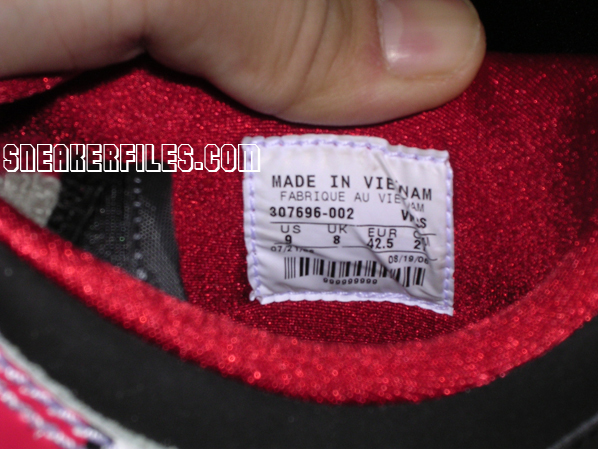 SNEAKERFILES.COM
MADE IN VIETNAM
FABRIQUE AU
307696-002
US UK EUR
9 8 42.5
08/19/06
999999999